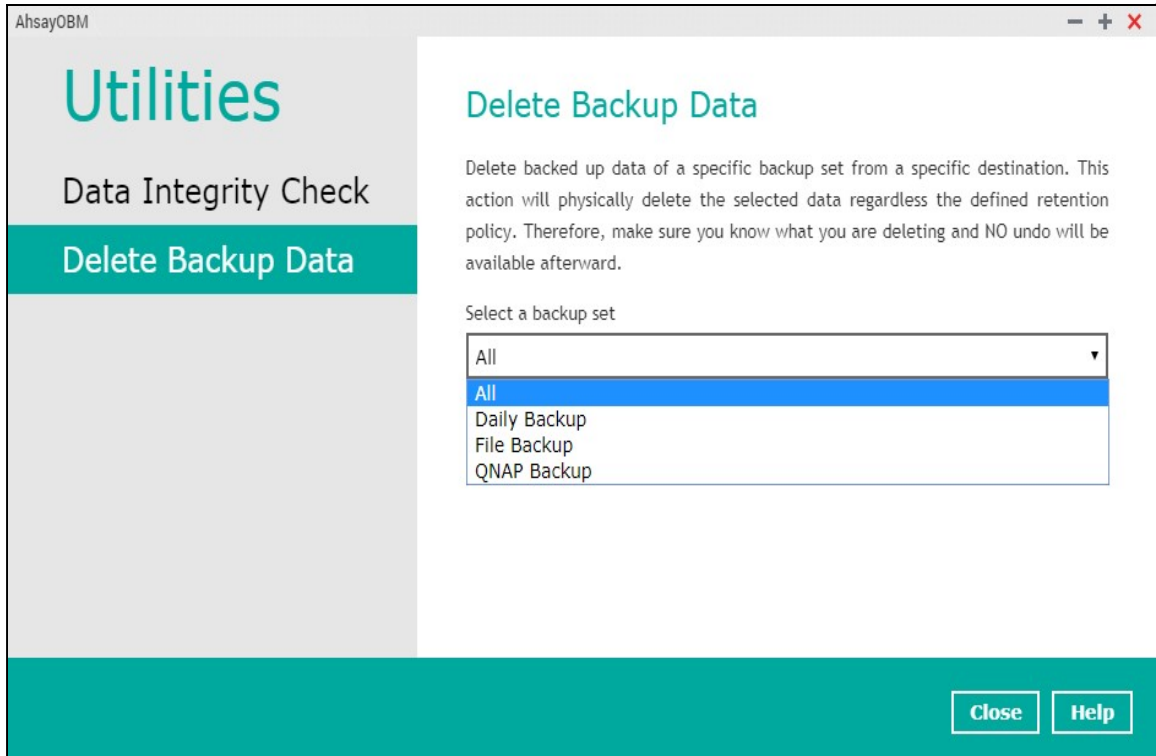 AhsayOBM
Utilities
Data Integrity Check
Delete Backup Data
Delete Backup Data
Delete backed up data of a specific backup set from a specific destination. This
action will physically delete the selected data regardless the defined retention
policy. Therefore, make sure you know what you are deleting and NO undo will be
available afterward.
Select a backup set
All
All
Daily Backup
File Backup
QNAP Backup
Close Help